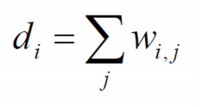 d_i = \sum_j w_{i,j}